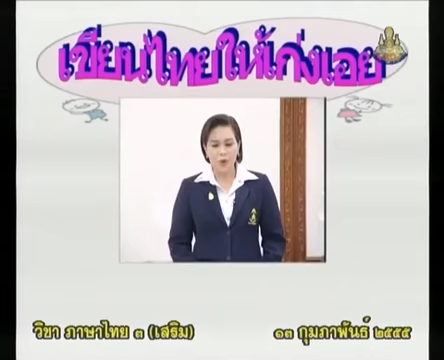 เขียนไทยให้เก่งเอย
วิชา ภาษาไทย ๓ (เสริม)
๑๓ กุมภาพันธ์ ๒๕๕๕